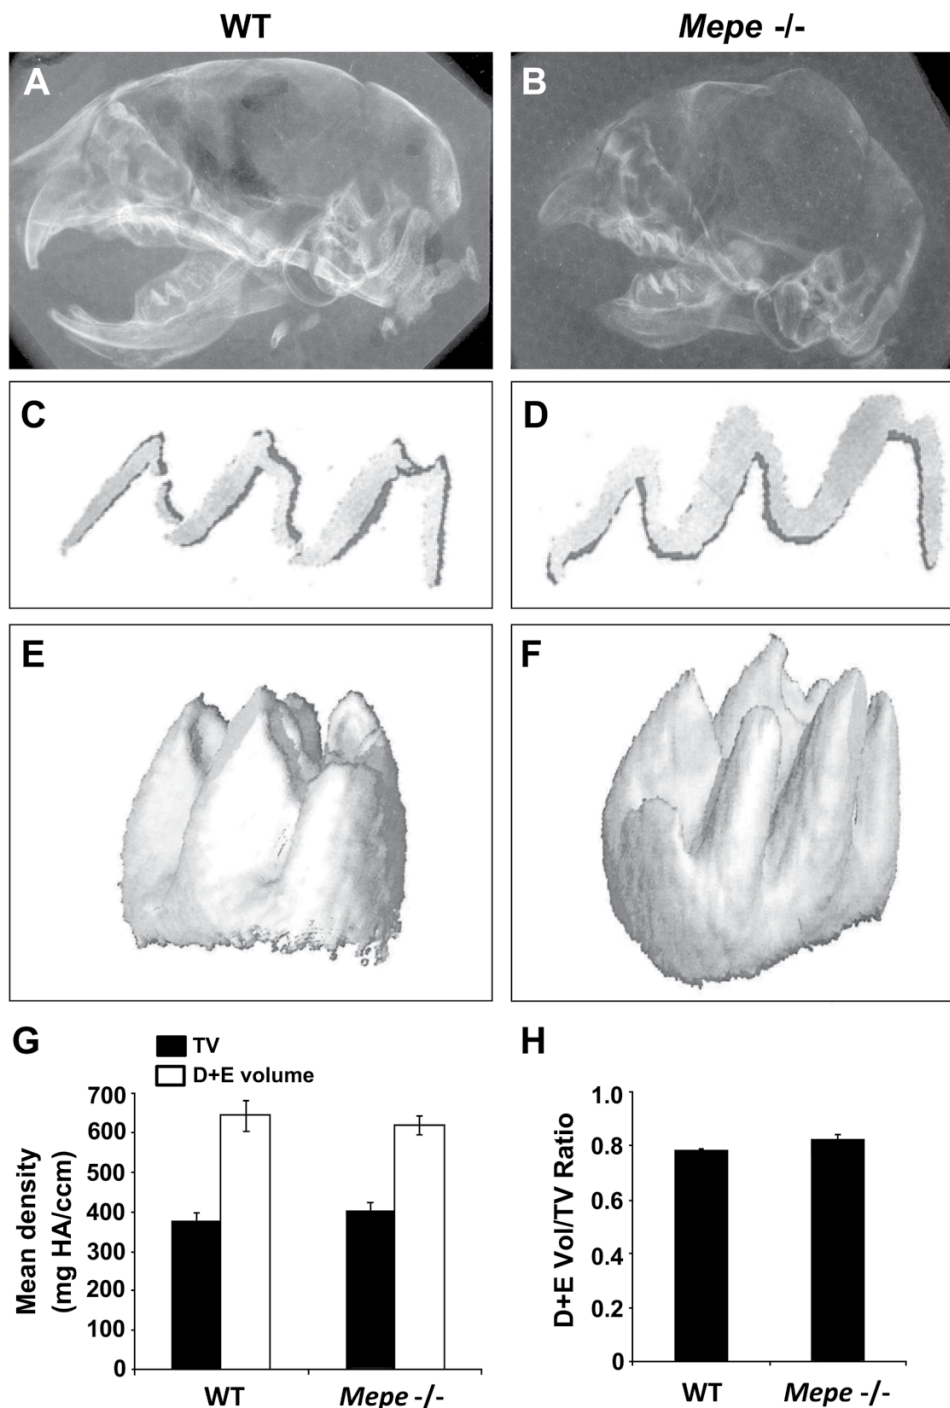 WT Mepe -/-
A B
C D
E F
G H
TV
D+E volume
Mean density
(mg HA/ccm)
700
600
500
400
300
200
100
0
WT Mepe -/-
D+E Vol/TV Ratio
1.0
0.8
0.6
0.4
0.2
0
WT Mepe -/-